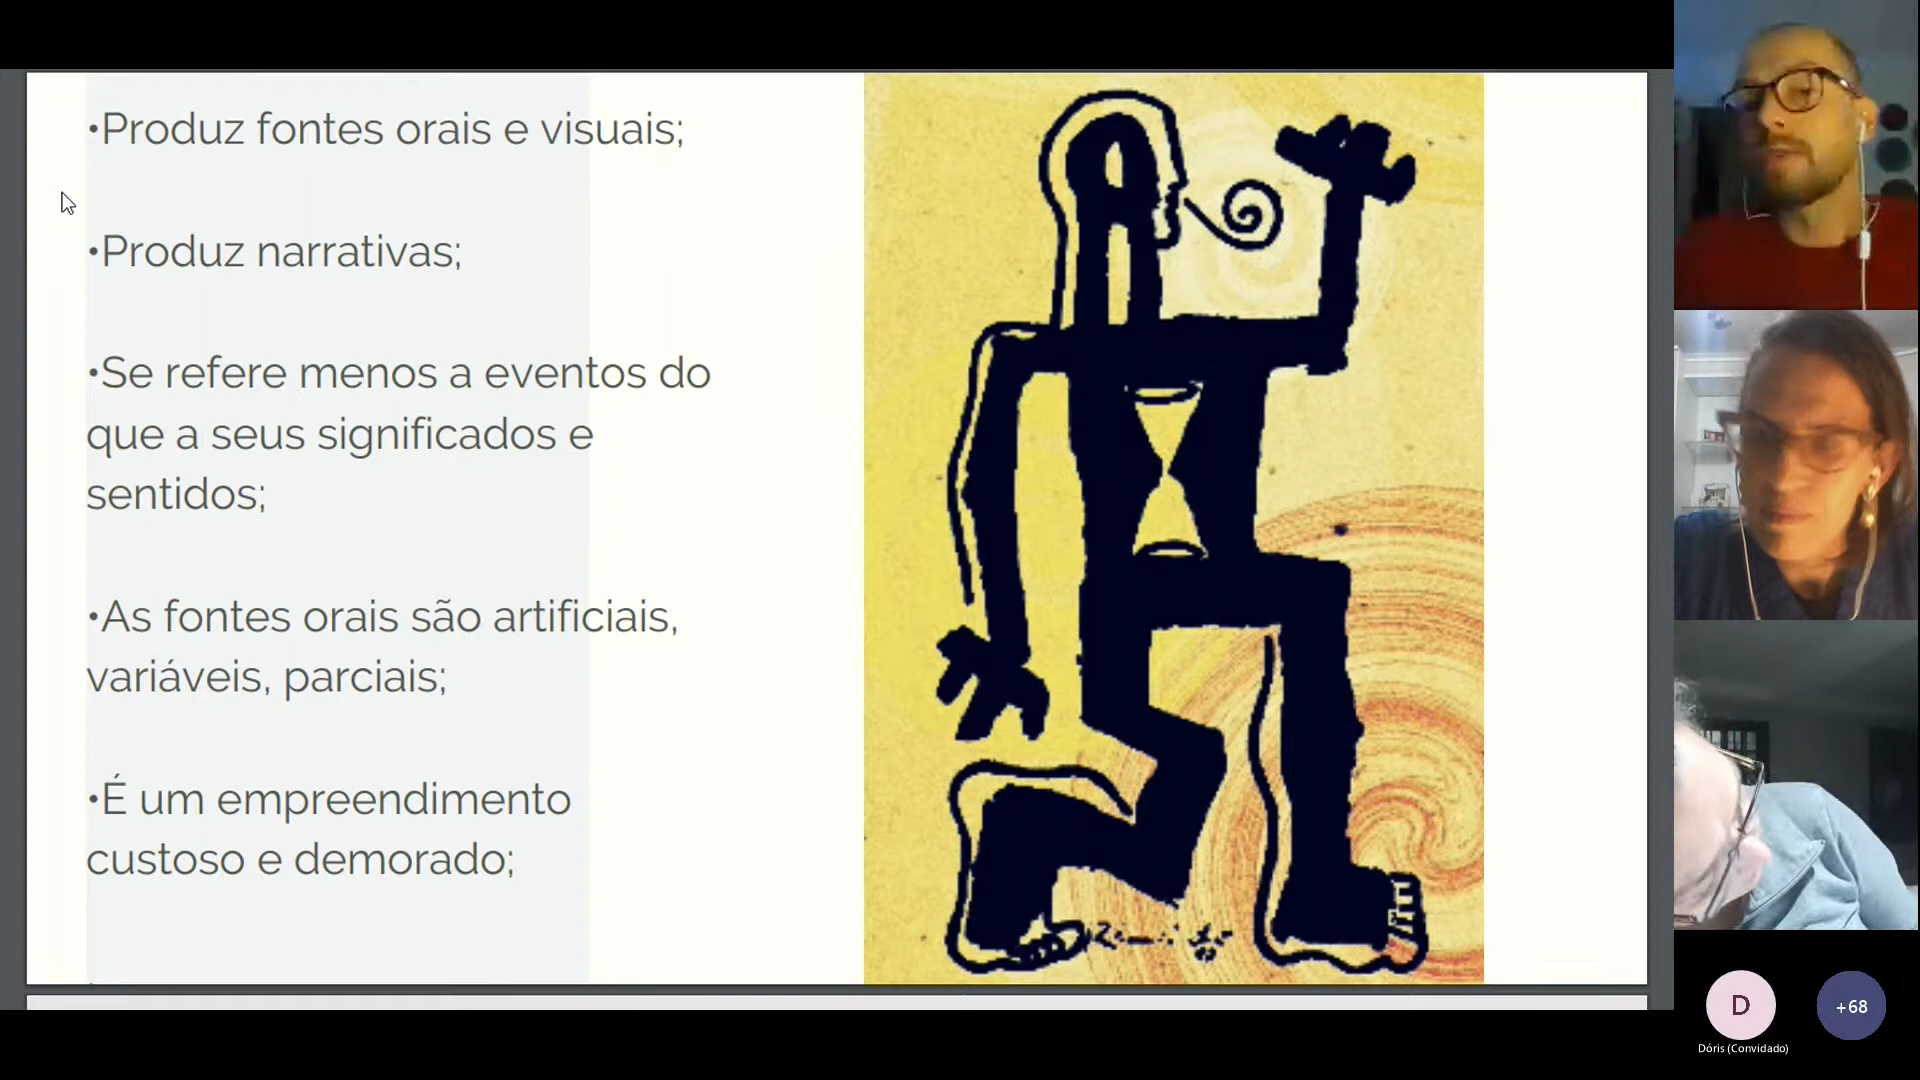 •Produz fontes orais e visuais;
•Produz narrativas;
•Se refere menos a eventos do
que a seus significados e
sentidos;
•As fontes orais são artificiais,
variáveis, parciais;
•É um empreendimento
custoso e demorado;
D
+68
Dóris (Convidado)